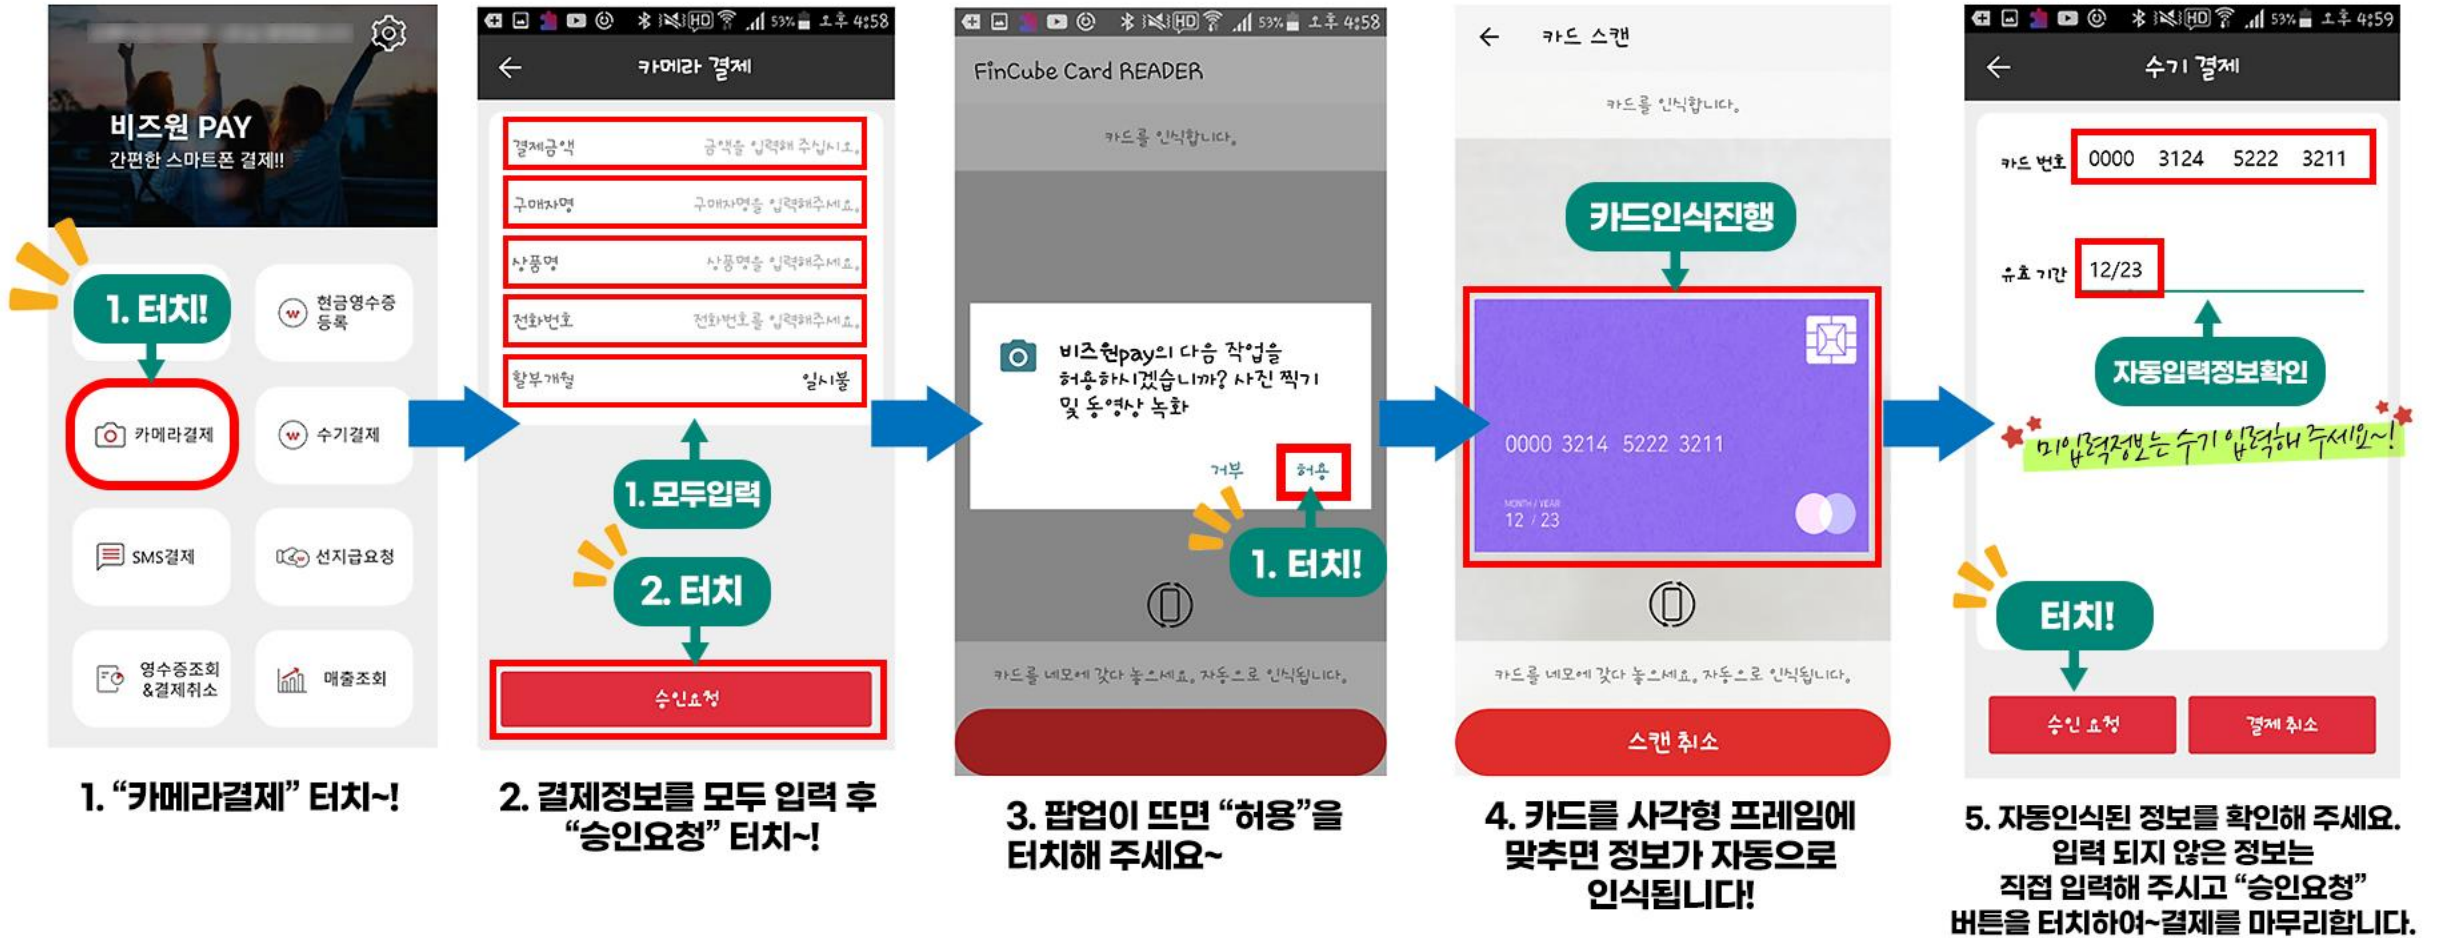 비즈원 PAY
간편한 스마트폰 결제!!
1. 터치!
현금영수증
등록
카메라결제
수기결제
SMS결제
선지급요청
영수증조회
&결제취소
매출조회
1. “카메라결제” 터치~!
HD 53% 오후 4:58
카메라 결제
결제금액 금액을 입력해 주십시오.
구매자명 구매자명을 입력해주세요.
상품명 상품명을 입력해주세요.
전화번호 전화번호를 입력해주세요.
할부개월 일시불
1. 모두입력
2. 터치
승인요청
2. 결제정보를 모두 입력 후
“승인요청” 터치~!
HD 53% 오후 4:58
FinCube Card READER
카드를 인식합니다.
비즈원pay의 다음 작업을
허용하시겠습니까? 사진 찍기
및 동영상 녹화
거부 허용
1. 터치!
카드를 네모에 갖다 놓으세요. 자동으로 인식됩니다.
3. 팝업이 뜨면 “허용”을
터치해 주세요~
카드 스캔
카드를 인식합니다.
카드인식진행
0000 3214 5222 3211
MONTH / YEAR
12 / 23
카드를 네모에 갖다 놓으세요. 자동으로 인식됩니다.
스캔 취소
4. 카드를 사각형 프레임에
맞추면 정보가 자동으로
인식됩니다!
HD 53% 오후 4:59
수기 결제
카드 번호 0000 3124 5222 3211
유효 기간 12/23
자동입력정보확인
미입력정보는 수기 입력해 주세요~!
터치!
승인 요청 결제 취소
5. 자동인식된 정보를 확인해 주세요.
입력 되지 않은 정보는
직접 입력해 주시고 “승인요청”
버튼을 터치하여~결제를 마무리합니다.